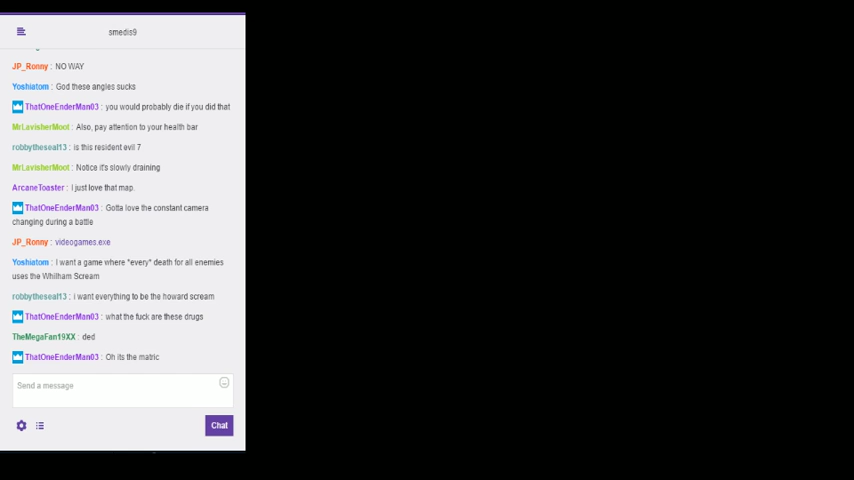 smedis9
JP_Ronny : NO WAY
Yoshiatom : God these angles sucks
ThatOneEnderMan03 : you would probably die if you did that
MrLavisherMoot : Also, pay attention to your health bar
robbytheseal13 : is this resident evil 7
MrLavisherMoot : Notice it's slowly draining
ArcaneToaster : I just love that map.
ThatOneEnderMan03 : Gotta love the constant camera
changing during a battle
JP_Ronny : videogames.exe
Yoshiatom : I want a game where "every" death for all enemies
uses the Whilham Scream
robbytheseal13 : i want everything to be the howard scream
ThatOneEnderMan03 : what the fuck are these drugs
TheMegaFan19XX : ded
ThatOneEnderMan03 : Oh its the matric
Send a message
Chat